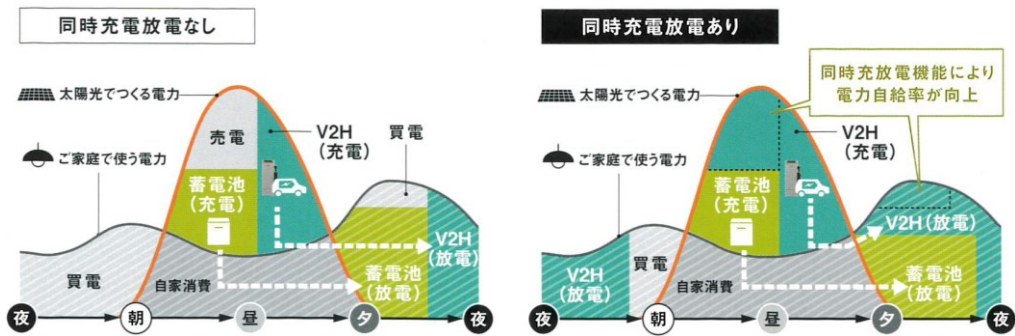 同時充電放電なし
太陽光でつくる電力
ご家庭で使う電力
売電
V2H
(充電)
買電
蓄電池
(充電)
V2H
(放電)
買電
自家消費
蓄電池
(放電)
夜
朝
昼
夕
夜
同時充電放電あり
同時充放電機能により
電力自給率が向上
太陽光でつくる電力
ご家庭で使う電力
V2H
(充電)
蓄電池
(充電)
V2H(放電)
V2H
(放電)
買電
自家消費
蓄電池
(放電)
夜
朝
昼
夕
夜